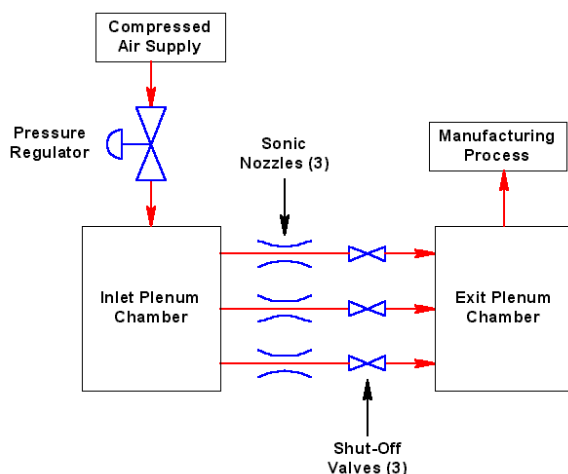 Compressed
Air Supply
Pressure
Regulator
Sonic
Nozzles (3)
Manufacturing
Process
Inlet Plenum
Chamber
Exit Plenum
Chamber
Shut-Off
Valves (3)